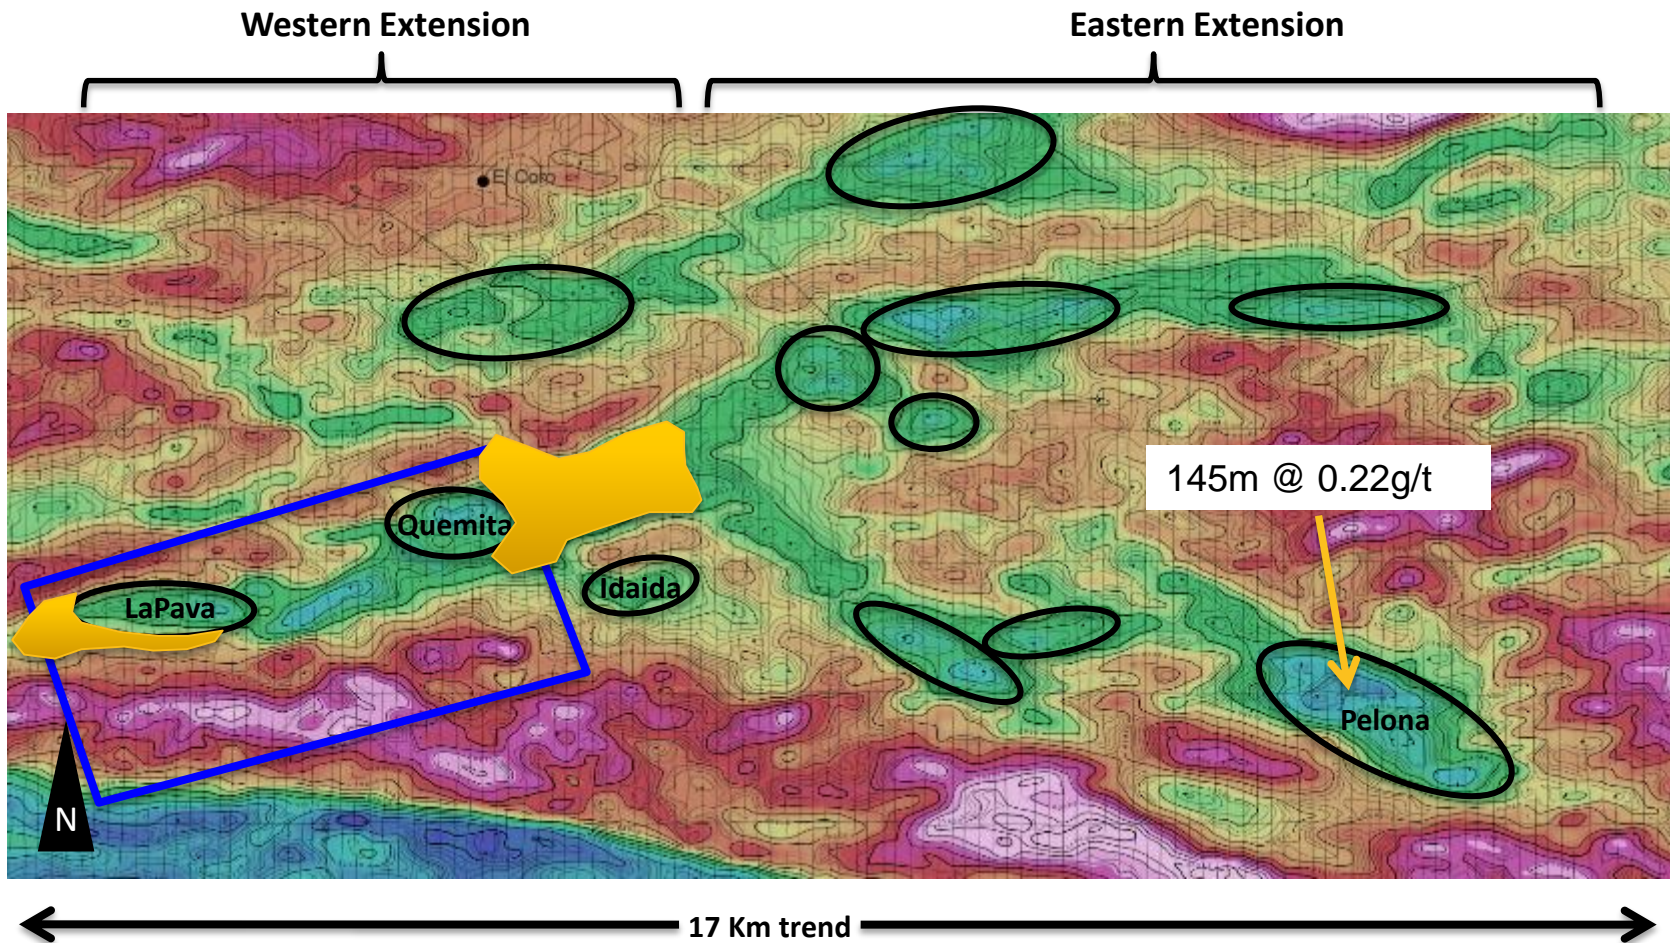 Western Extension
Eastern Extension
El Coro
145m @ 0.22g/t
Quemita
Idaida
LaPava
Pelona
N
17 Km trend